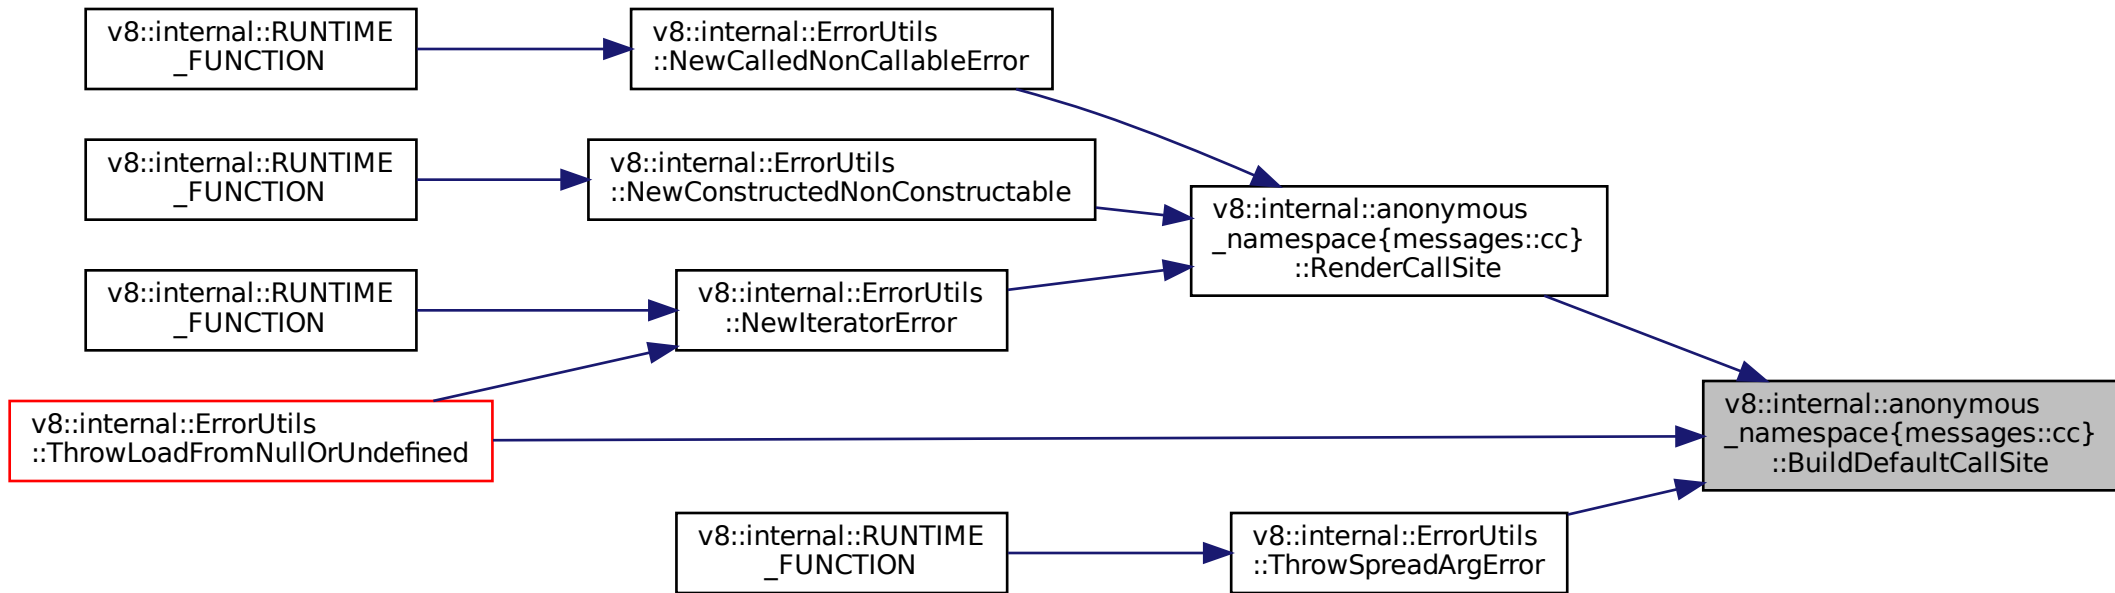 v8::internal::RUNTIME
_FUNCTION
v8::internal::ErrorUtils
::NewCalledNonCallableError
v8::internal::RUNTIME
_FUNCTION
v8::internal::ErrorUtils
::NewConstructedNonConstructable
v8::internal::anonymous
_namespace{messages::cc}
::RenderCallSite
v8::internal::RUNTIME
_FUNCTION
v8::internal::ErrorUtils
::NewIteratorError
v8::internal::ErrorUtils
::ThrowLoadFromNullOrUndefined
v8::internal::anonymous
_namespace{messages::cc}
::BuildDefaultCallSite
v8::internal::RUNTIME
_FUNCTION
v8::internal::ErrorUtils
::ThrowSpreadArgError